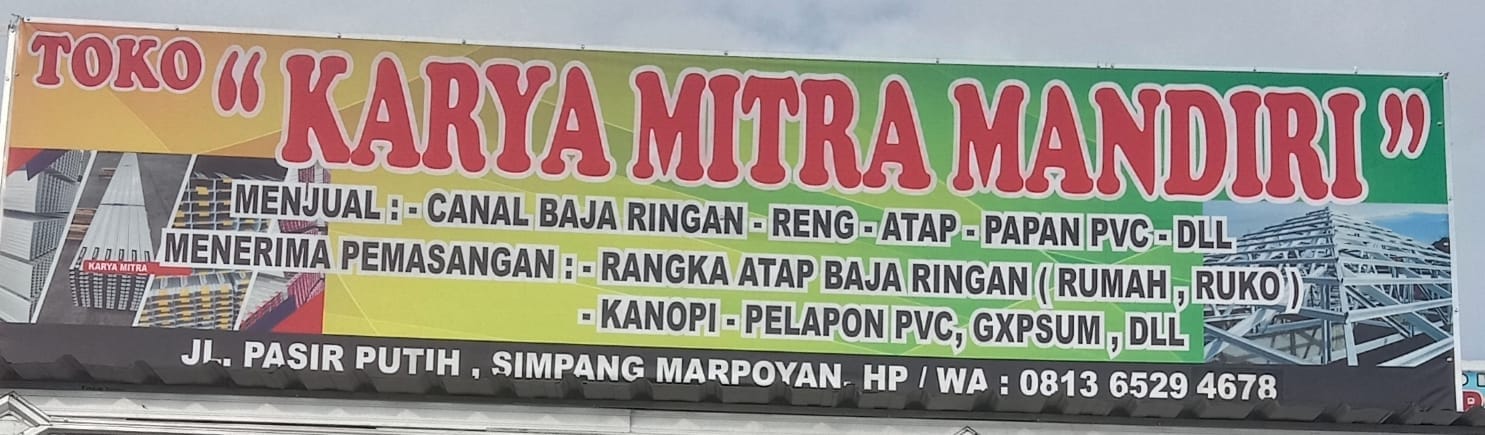 TOKO “ KARYA MITRA MANDIRI ”
MENJUAL : - CANAL BAJA RINGAN - RENG - ATAP - PAPAN PVC - DLL
KARYA MITRA
MENERIMA PEMASANGAN : - RANGKA ATAP BAJA RINGAN ( RUMAH , RUKO )
- KANOPI - PELAPON PVC, GXPSUM , DLL
JL. PASIR PUTIH , SIMPANG MARPOYAN. HP / WA : 0813 6529 4678